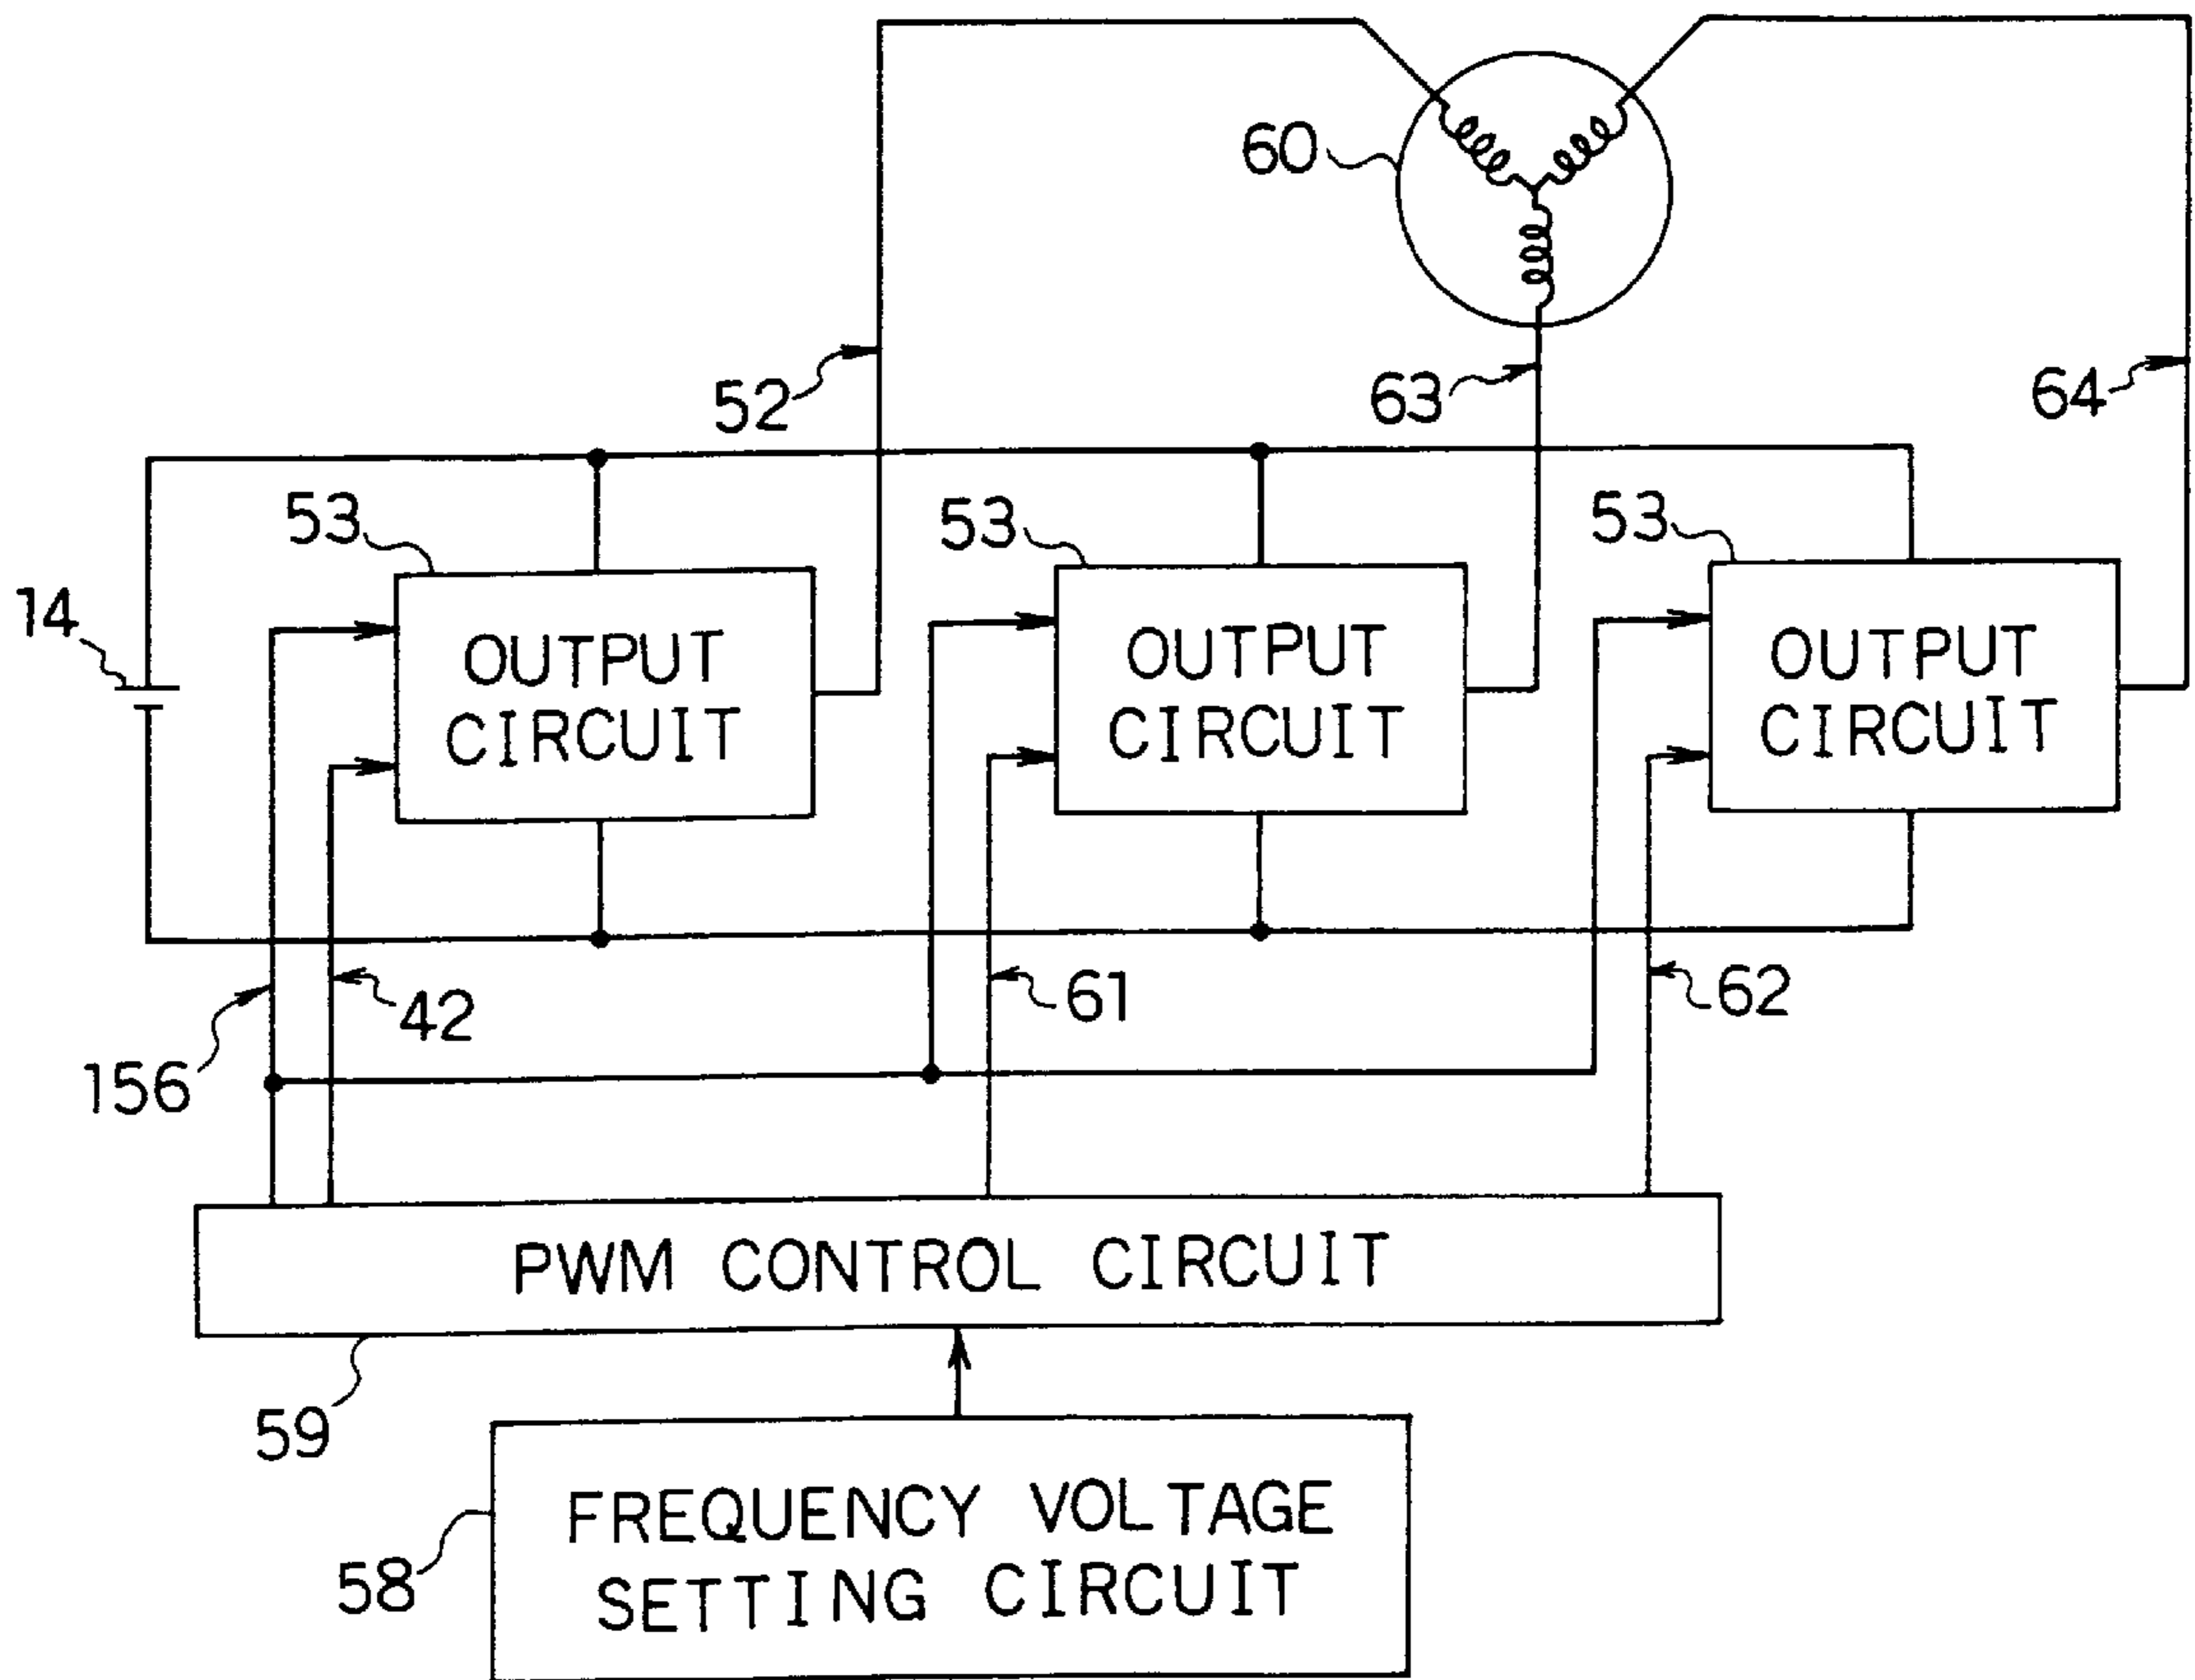 60
52
63
64
53
53
53
14
OUTPUT
CIRCUIT
OUTPUT
CIRCUIT
OUTPUT
CIRCUIT
156
42
61
62
PWM CONTROL CIRCUIT
59
FREQUENCY VOLTAGE
SETTING CIRCUIT
58